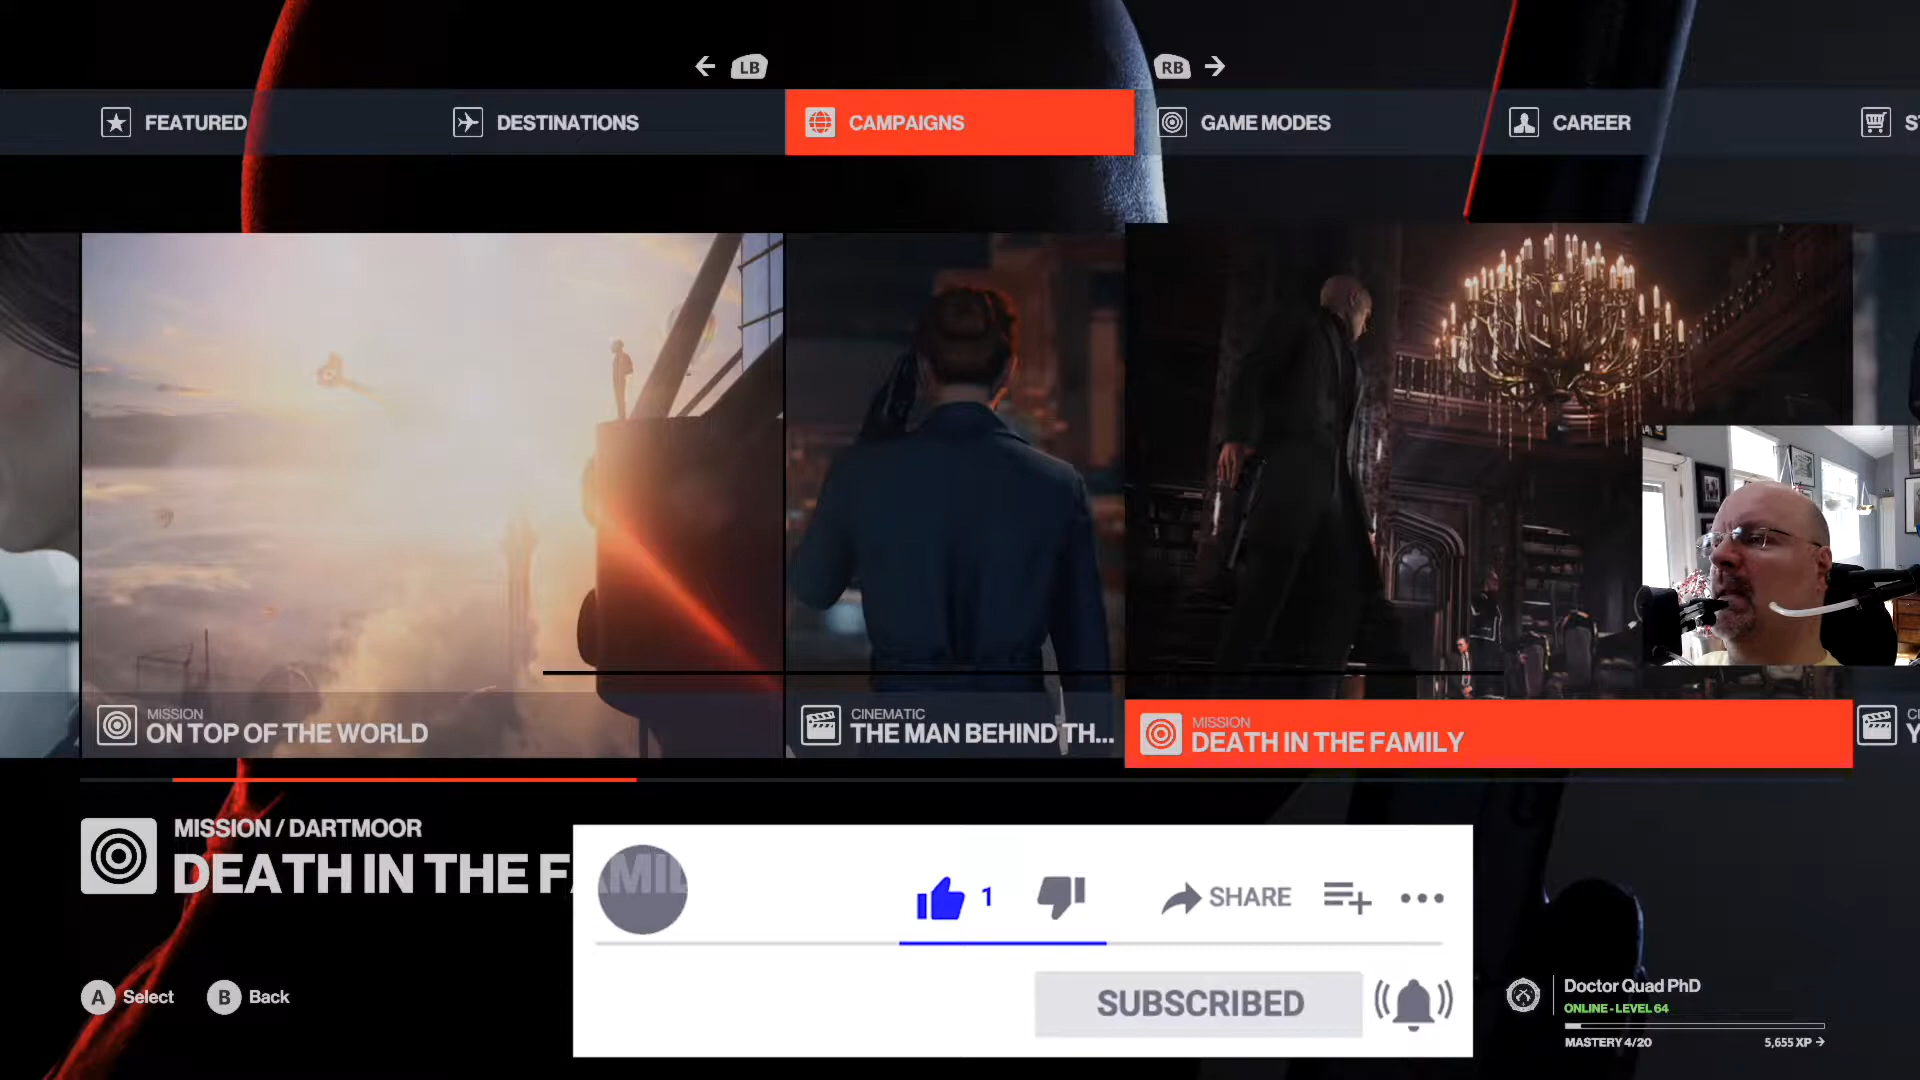 LB
RB
FEATURED
DESTINATIONS
CAMPAIGNS
GAME MODES
CAREER
MISSION
ON TOP OF THE WORLD
CINEMATIC
THE MAN BEHIND TH...
MISSION
DEATH IN THE FAMILY
MISSION / DARTMOOR
DEATH IN THE FAMIL
1
SHARE
SUBSCRIBED
A Select
B Back
Doctor Quad PhD
ONLINE - LEVEL 64
MASTERY 4/20
5,655 XP